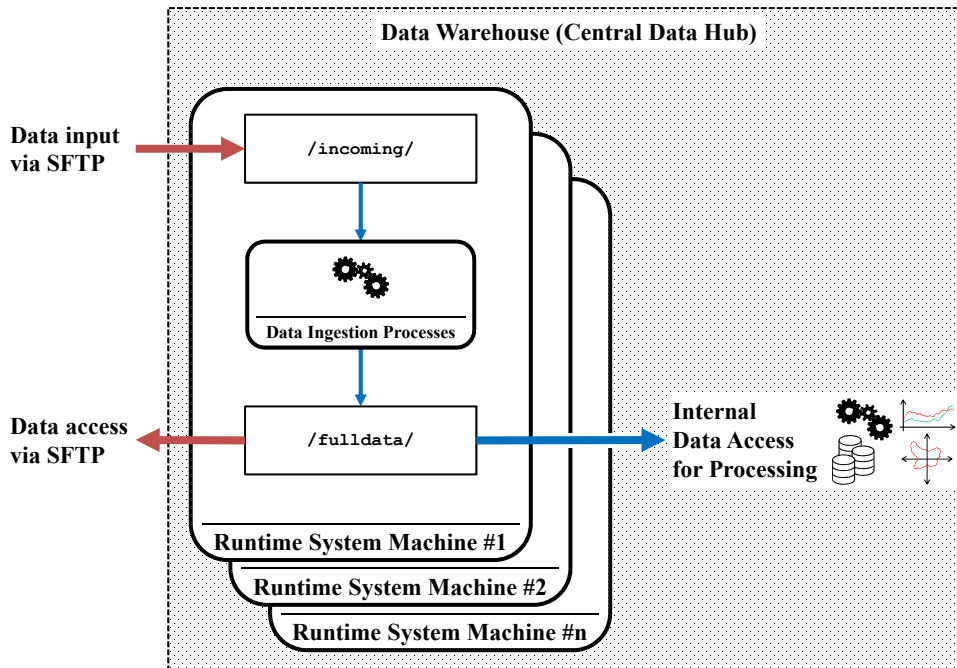 Data Warehouse (Central Data Hub)
Data input
via SFTP
/incoming/
Data Ingestion Processes
Data access
via SFTP
/fulldata/
Internal
Data Access
for Processing
Runtime System Machine #1
Runtime System Machine #2
Runtime System Machine #n